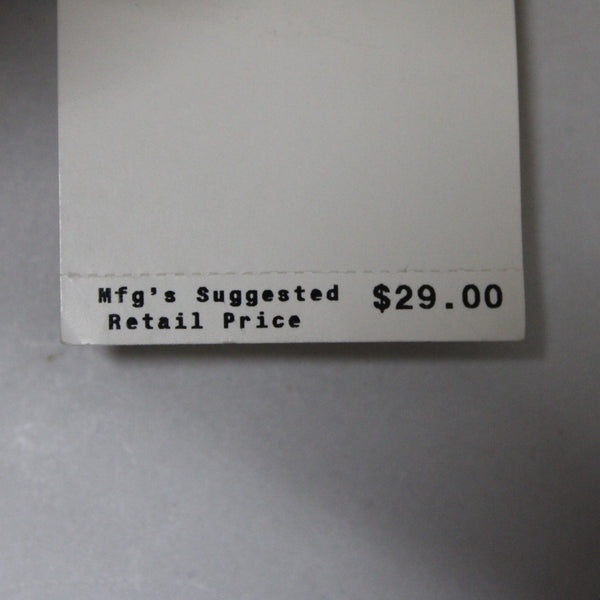 Mfg's Suggested $29.00
Retail Price